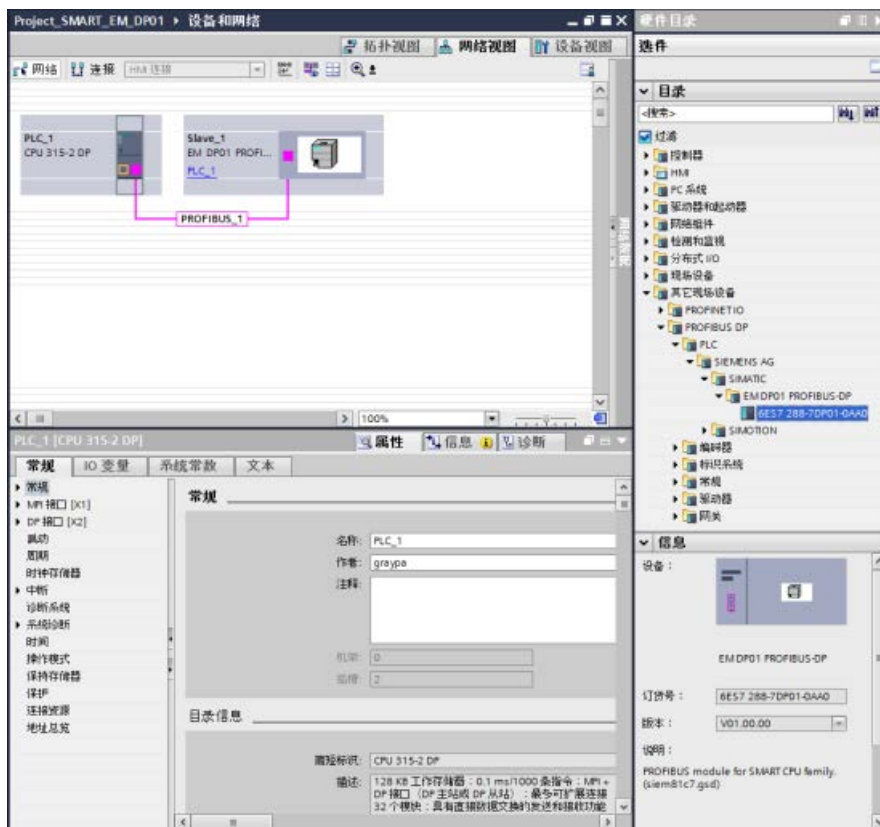 Project_SMART_EM_DP01 ▸ 设备和网络
拓扑视图 网络视图 设备视图
网络 连接 HMI 连接
PLC_1
CPU 315-2 DP
Slave_1
EM DP01 PROFI...
PLC_1
PROFIBUS_1
网络数据
100%
PLC_1 [CPU 315-2 DP]
属性 信息 诊断
常规 IO 变量 系统常数 文本
常规
MPI 接口 [X1]
DP 接口 [X2]
启动
周期
时钟存储器
中断
诊断系统
系统诊断
时间
操作模式
保持存储器
保护
连接资源
地址总览
常规
名称: PLC_1
作者: graypa
注释:
机架: 0
插槽: 2
目录信息
简短标识: CPU 315-2 DP
描述: 128 KB 工作存储器；0.1 ms/1000 条指令；MPI +
DP 接口（DP 主站或 DP 从站）；最多可扩展连接
32 个模块；具有直接数据交换的发送和接收功能
硬件目录
选件
目录
<搜索>
过滤
控制器
HMI
PC 系统
驱动器和起动器
网络组件
检测和监视
分布式 I/O
现场设备
其它现场设备
PROFINET IO
PROFIBUS DP
PLC
SIEMENS AG
SIMATIC
EM DP01 PROFIBUS-DP
6ES7 288-7DP01-0AA0
SIMOTION
编码器
标识系统
常规
驱动器
网关
信息
设备：
EM DP01 PROFIBUS-DP
订货号： 6ES7 288-7DP01-0AA0
版本： V01.00.00
说明：
PROFIBUS module for SMART CPU family.
(siem81c7.gsd)